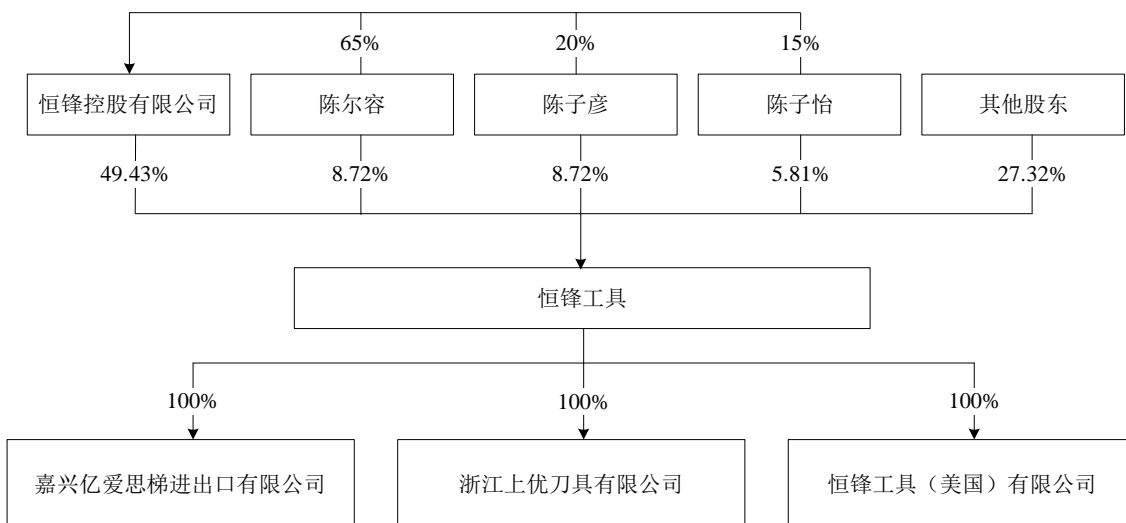 65%
20%
15%
恒锋控股有限公司
陈尔容
陈子彦
陈子怡
其他股东
49.43%
8.72%
8.72%
5.81%
27.32%
恒锋工具
100%
100%
100%
嘉兴亿爱思梯进出口有限公司
浙江上优刀具有限公司
恒锋工具（美国）有限公司